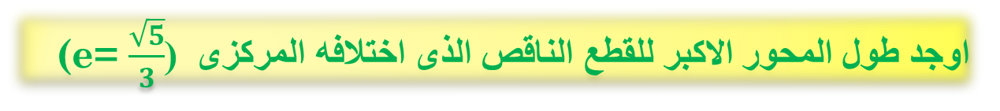 اوجد طول المحور الاكبر للقطع الناقص الذى اختلافه المركزى (e= √5/3)